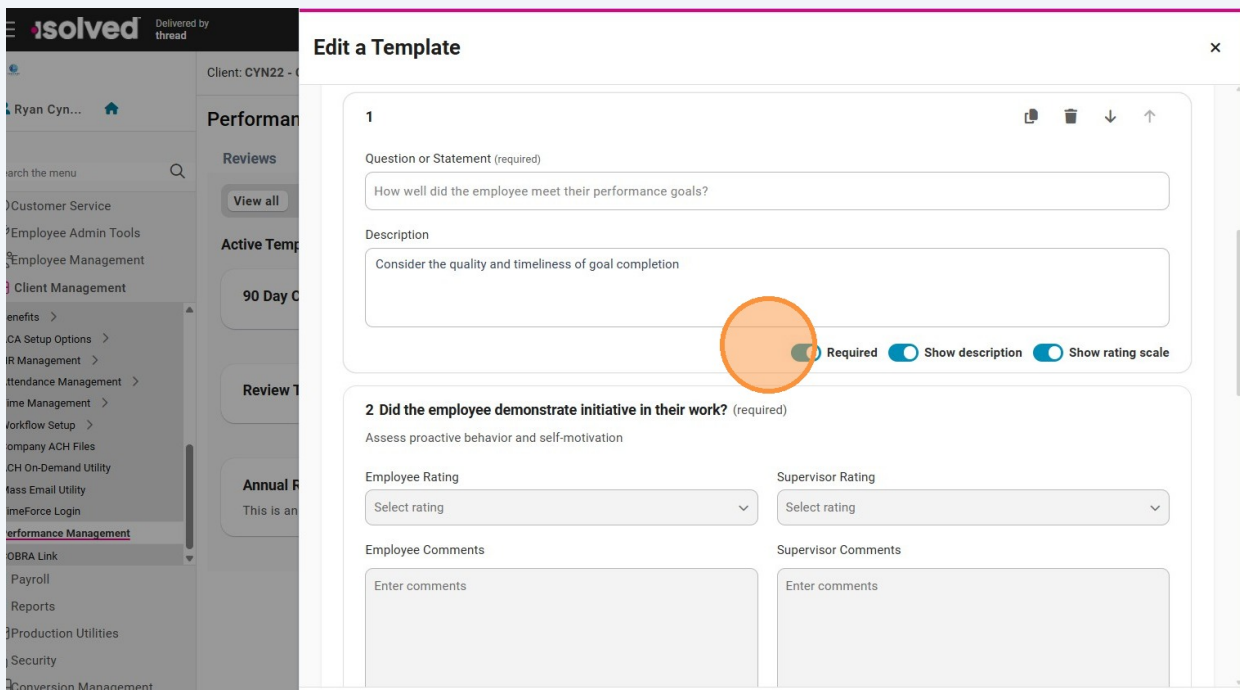 isolved Delivered by
thread
Ryan Cyn...
Search the menu
Customer Service
Employee Admin Tools
Employee Management
Client Management
enefits
CA Setup Options
HR Management
ttendance Management
ime Management
Workflow Setup
ompany ACH Files
CH On-Demand Utility
Mass Email Utility
imeForce Login
erformance Management
OBRA Link
Payroll
Reports
Production Utilities
Security
Conversion Management
Client: CYN22 -
Performan
Reviews
View all
Active Temp
90 Day C
Review T
Annual R
This is an
Edit a Template
1
Question or Statement (required)
How well did the employee meet their performance goals?
Description
Consider the quality and timeliness of goal completion
Required Show description Show rating scale
2 Did the employee demonstrate initiative in their work? (required)
Assess proactive behavior and self-motivation
Employee Rating Supervisor Rating
Select rating Select rating
Employee Comments Supervisor Comments
Enter comments Enter comments